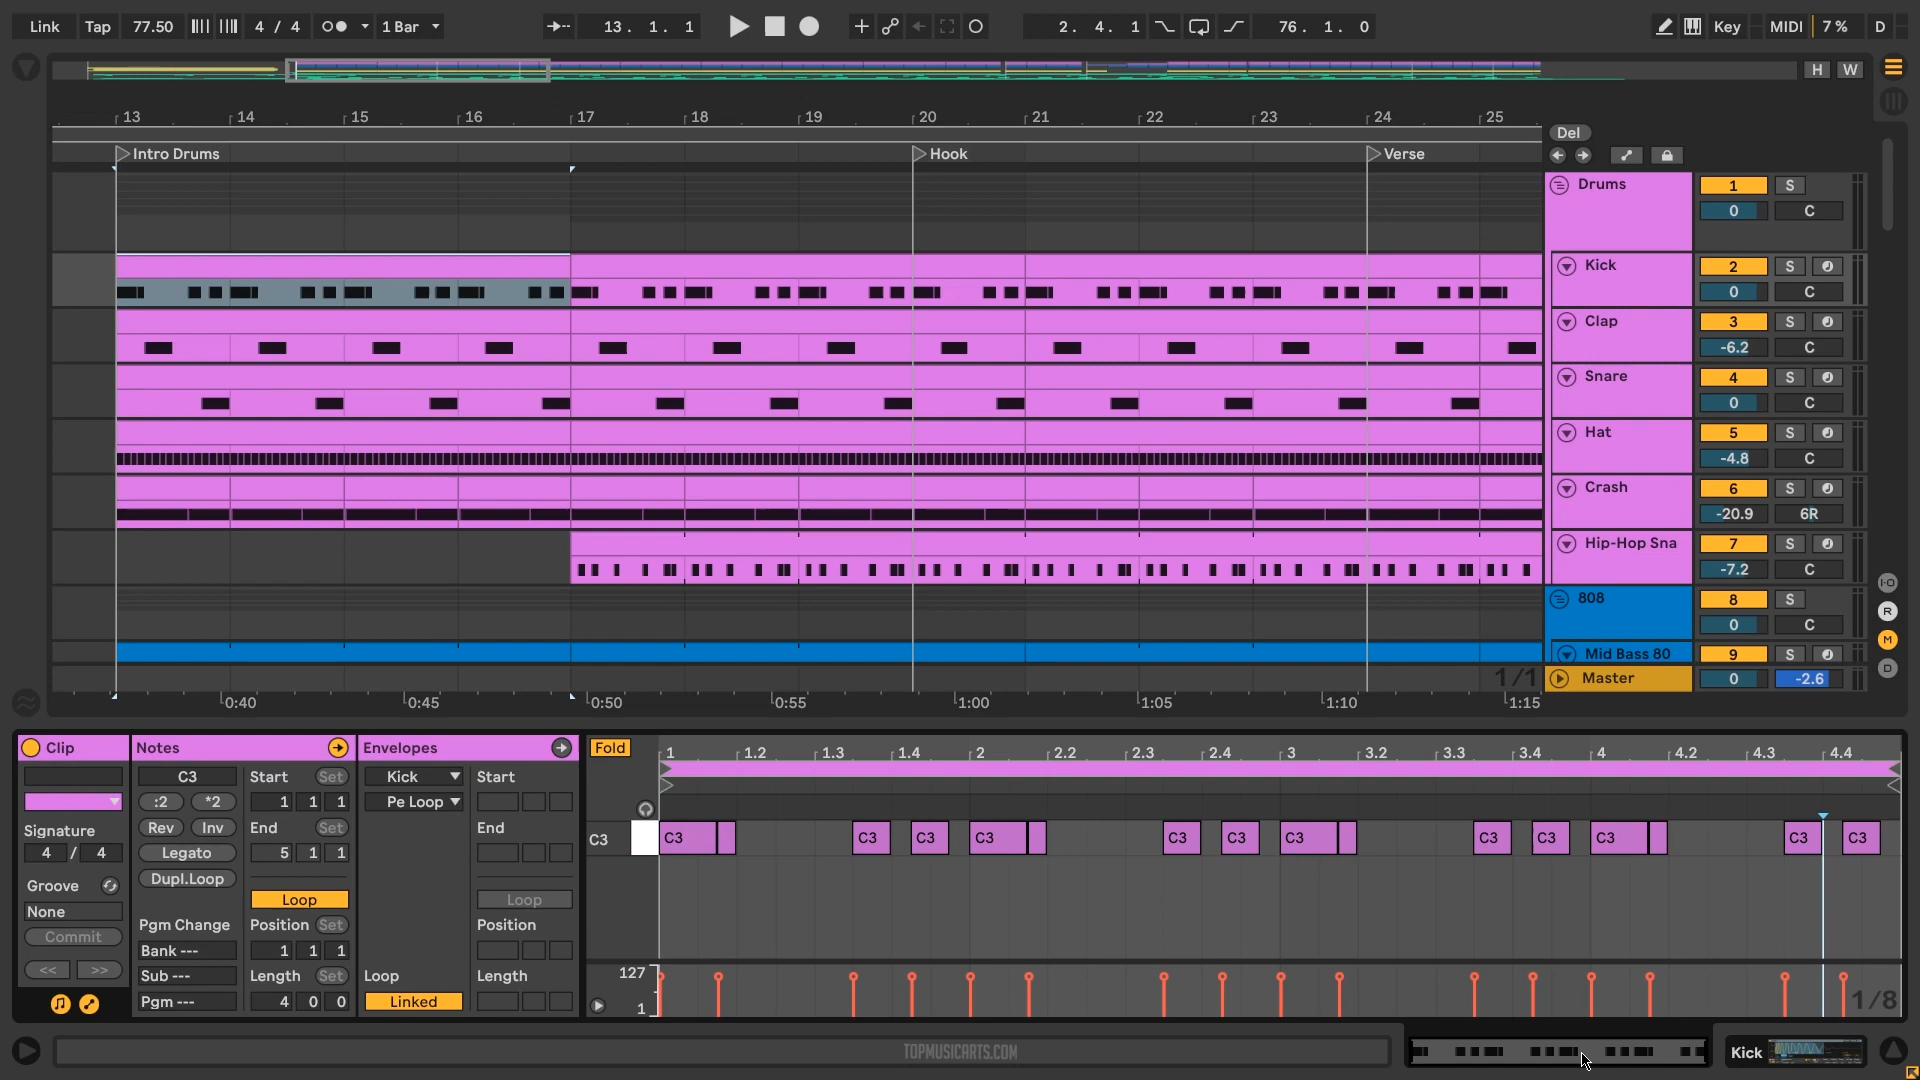 Link Tap 77.50 4 / 4 1 Bar 13. 1. 1 2. 4. 1 76. 1. 0 Key MIDI 7 % D
H W
13 14 15 16 17 18 19 20 21 22 23 24 25
Del
Intro Drums Hook Verse
Drums 1 S
0 C
Kick 2 S
0 C
Clap 3 S
-6.2 C
Snare 4 S
0 C
Hat 5 S
-4.8 C
Crash 6 S
-20.9 6R
Hip-Hop Sna 7 S
-7.2 C
I-O
808 8 S
R
0 C
M
Mid Bass 80 9 S
D
1/1 Master 0 -2.6
0:40 0:45 0:50 0:55 1:00 1:05 1:10 1:15
Clip Notes Envelopes Fold 1 1.2 1.3 1.4 2 2.2 2.3 2.4 3 3.2 3.3 3.4 4 4.2 4.3 4.4
C3 Start Set Kick Start
:2 *2 1 1 1 Pe Loop
Signature Rev Inv End Set End
C3 C3 C3 C3 C3 C3 C3 C3 C3 C3 C3 C3 C3
4 / 4 Legato 5 1 1
Groove Dupl.Loop
None Loop Loop
Commit Pgm Change Position Set Position
<< >> Bank --- 1 1 1
Sub --- Length Set Loop Length
127
Pgm --- 4 0 0 Linked
1 1/8
TOPMUSICARTS.COM Kick